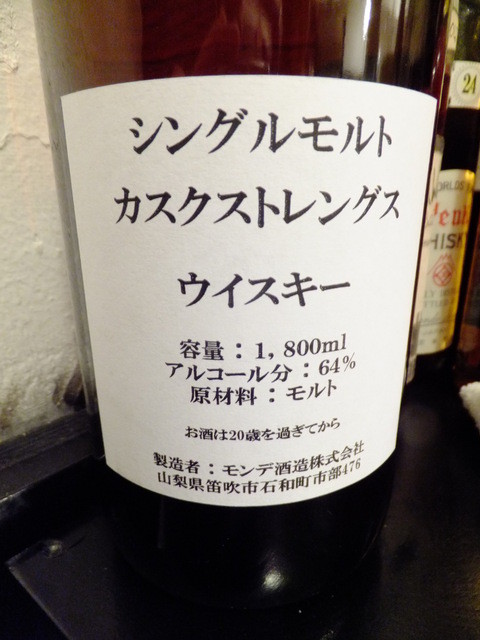 シングルモルト
カスクストレングス
ウイスキー
容量：1，800ml
アルコール分：64%
原材料：モルト
お酒は20歳を過ぎてから
製造者：モンデ酒造株式会社
山梨県笛吹市石和町市部476
24